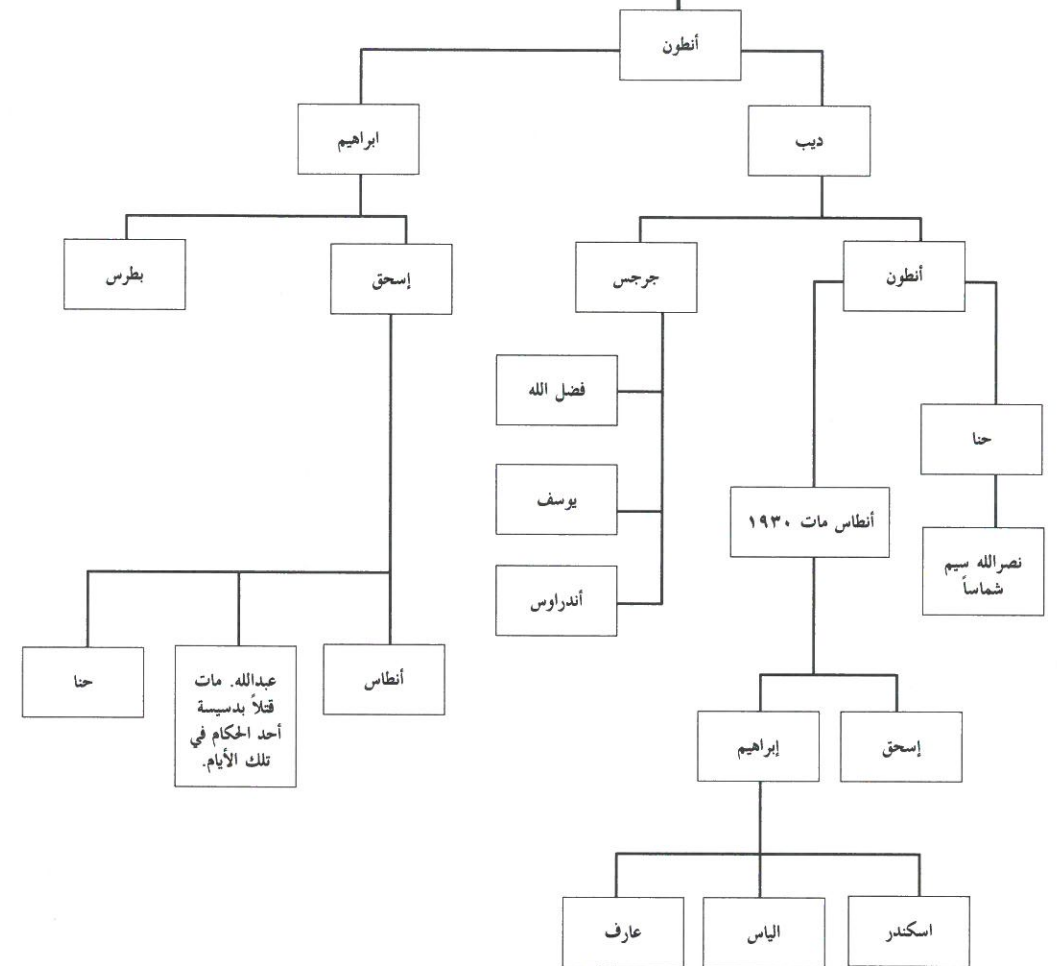 أنطون
ديب
ابراهيم
أنطون
جرجس
إسحق
بطرس
فضل الله
حنا
يوسف
أنطاس مات ١٩٣٠
نصرالله سيم
شماساً
أندراوس
أنطاس
عبدالله. مات
قتلاً بدسيسة
أحد الحكام في
تلك الأيام.
حنا
إسحق
إبراهيم
اسكندر
الياس
عارف